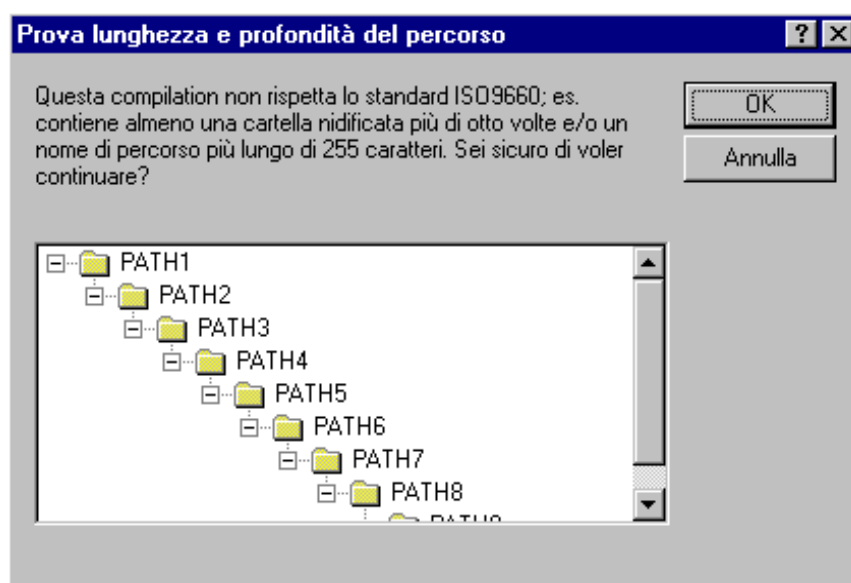 Prova lunghezza e profondità del percorso
Questa compilation non rispetta lo standard ISO9660; es.
contiene almeno una cartella nidificata più di otto volte e/o un
nome di percorso più lungo di 255 caratteri. Sei sicuro di voler
continuare?
OK
Annulla
PATH1
PATH2
PATH3
PATH4
PATH5
PATH6
PATH7
PATH8